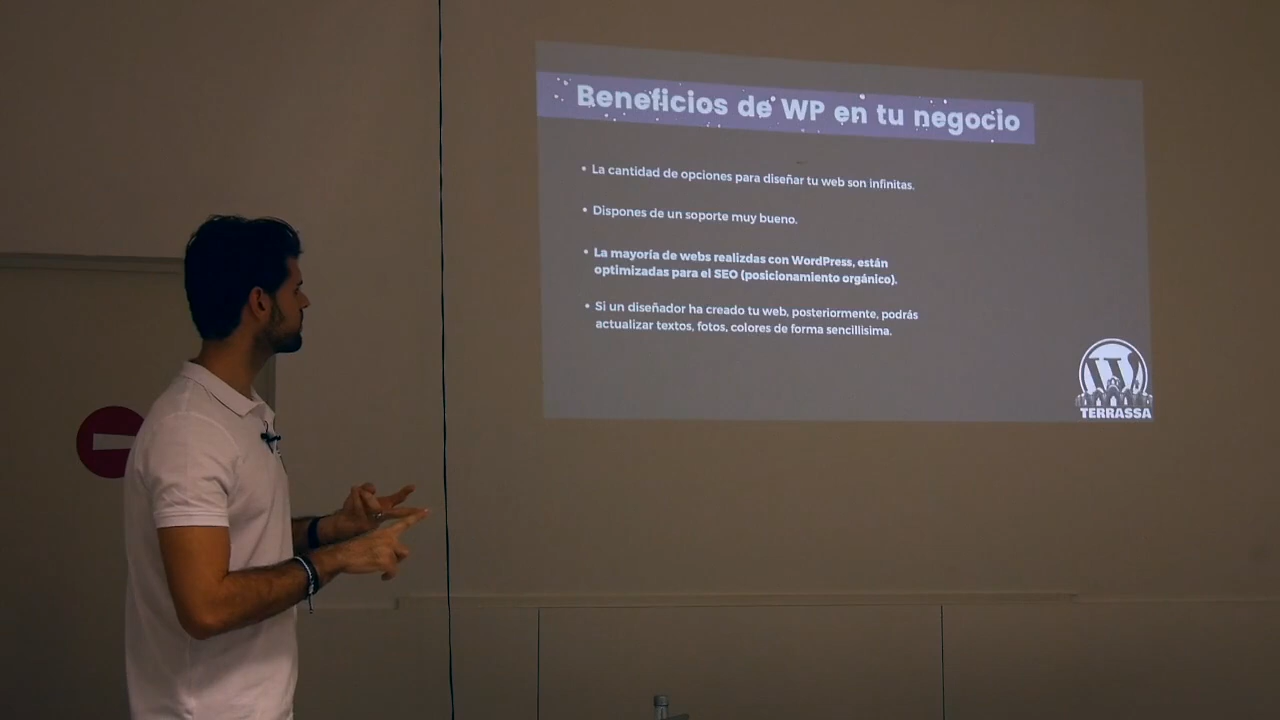 Beneficios de WP en tu negocio
• La cantidad de opciones para diseñar tu web son infinitas.
• Dispones de un soporte muy bueno.
• La mayoría de webs realizdas con WordPress, están
optimizadas para el SEO (posicionamiento orgánico).
• Si un diseñador ha creado tu web, posteriormente, podrás
actualizar textos, fotos, colores de forma sencillisima.
W
TERRASSA